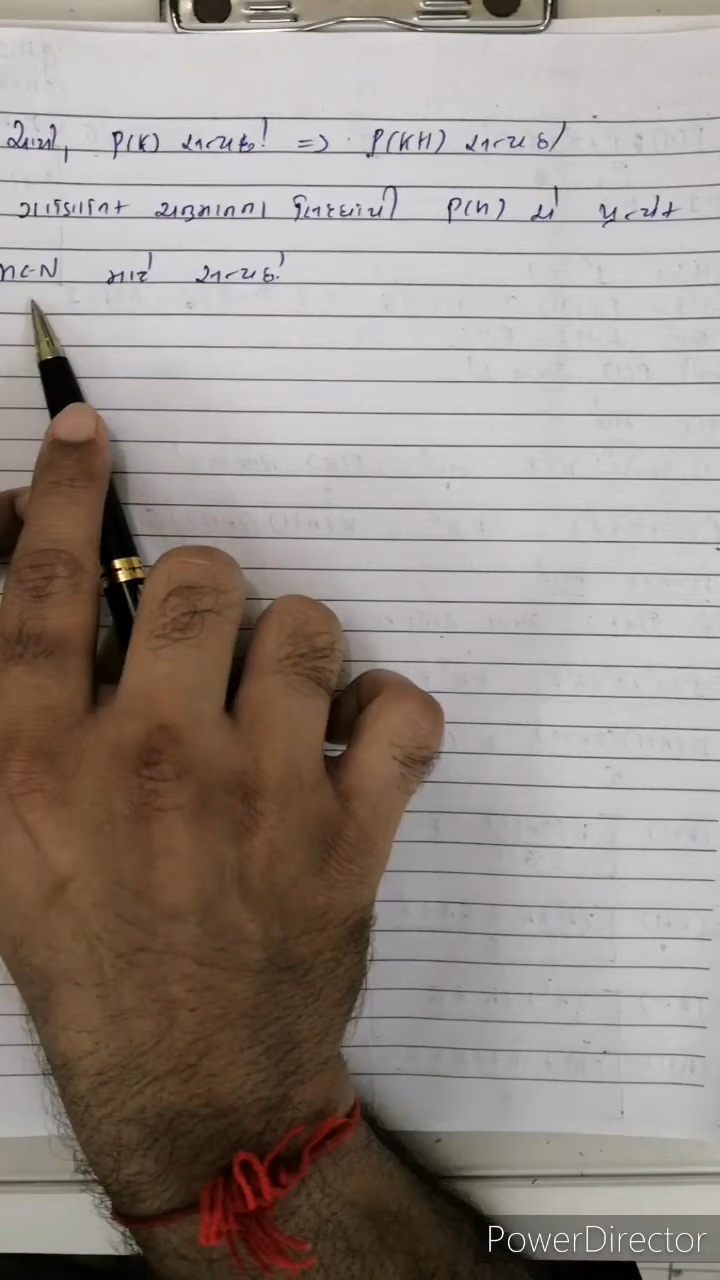 આમ, P(K) સત્ય છે. => P(K+1) સત્ય છે.
ગાણિતિક અનુમાનના સિદ્ધાંતથી P(n) એ પ્રત્યેક
n∈N માટે સત્ય છે.
PowerDirector